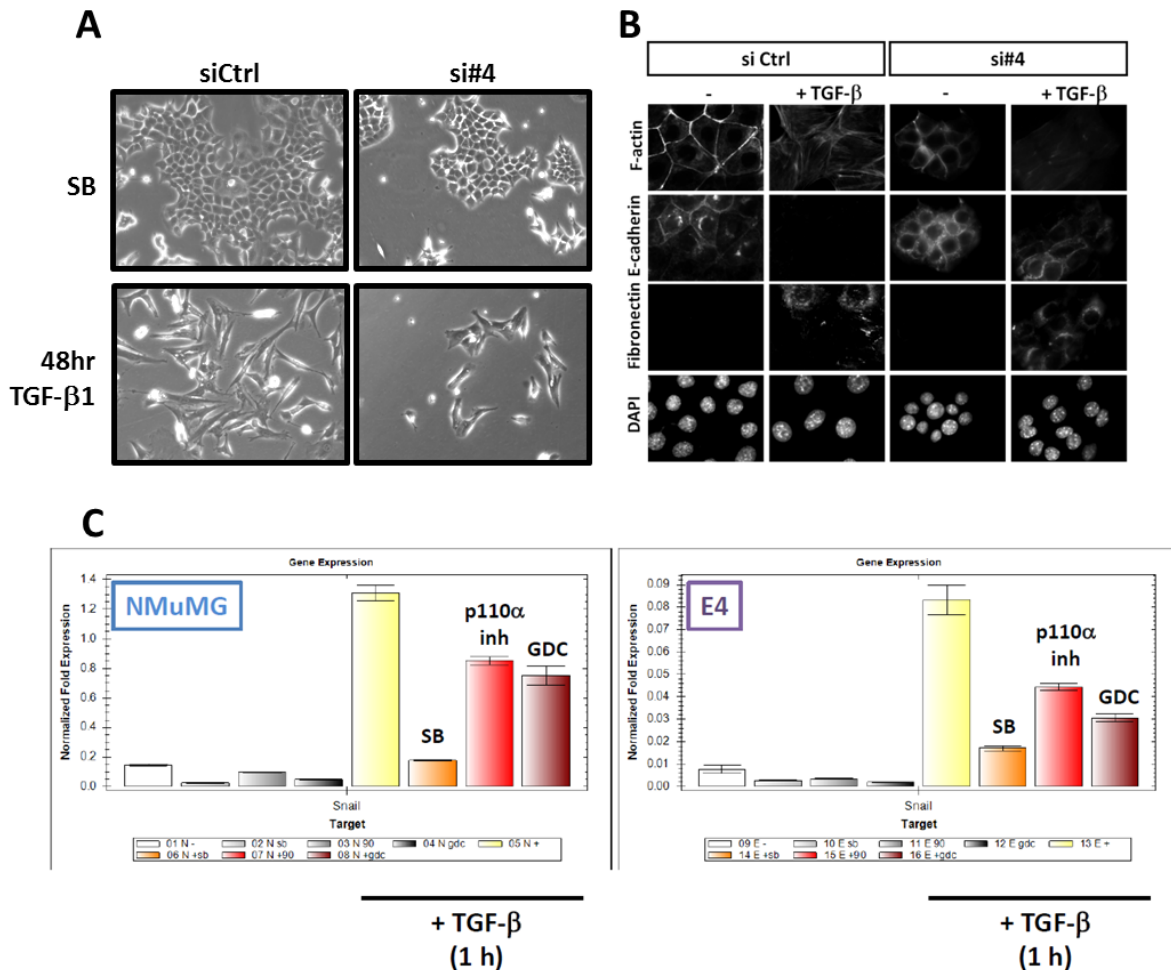 A
siCtrl
si#4
SB
48hr
TGF-β1
B
si Ctrl
si#4
-
+ TGF-β
-
+ TGF-β
F-actin
E-cadherin
Fibronectin
DAPI
C
Gene Expression
NMuMG
Normalized Fold Expression
1.4
1.2
1.0
0.8
0.6
0.4
0.2
0.0
p110α
inh
GDC
SB
Snail
Target
01 N - 02 N sb 03 N 90 04 N gdc 05 N +
06 N +sb 07 N +90 08 N +gdc
+ TGF-β
(1 h)
Gene Expression
E4
Normalized Fold Expression
0.09
0.08
0.07
0.06
0.05
0.04
0.03
0.02
0.01
0.00
p110α
inh
GDC
SB
Snail
Target
09 E - 10 E sb 11 E 90 12 E gdc 13 E +
14 E +sb 15 E +90 16 E +gdc
+ TGF-β
(1 h)